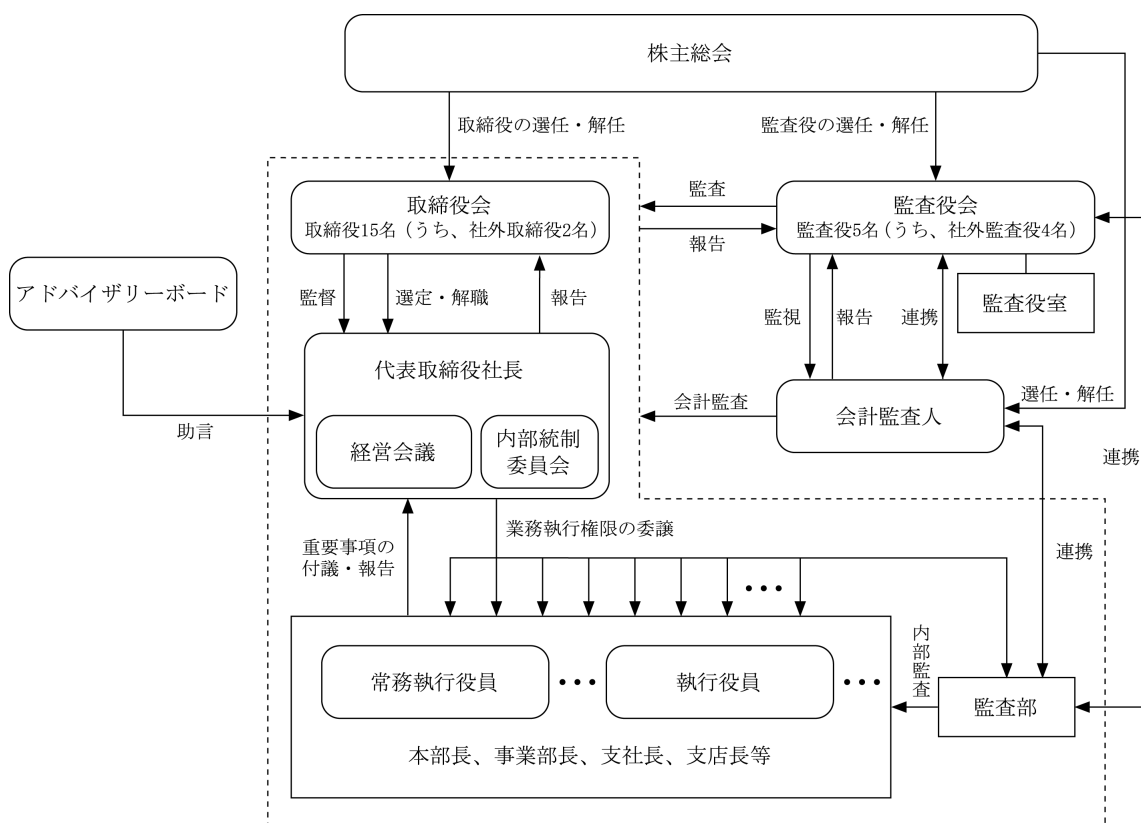 株主総会
取締役の選任・解任
監査役の選任・解任
取締役会
取締役15名（うち、社外取締役2名）
監査
報告
監査役会
監査役5名（うち、社外監査役4名）
アドバイザリーボード
監督
選定・解職
報告
監視
報告
連携
監査役室
代表取締役社長
経営会議
内部統制
委員会
助言
会計監査
会計監査人
選任・解任
連携
重要事項の
付議・報告
業務執行権限の委譲
連携
•••
常務執行役員
•••
執行役員
•••
本部長、事業部長、支社長、支店長等
内部監査
監査部